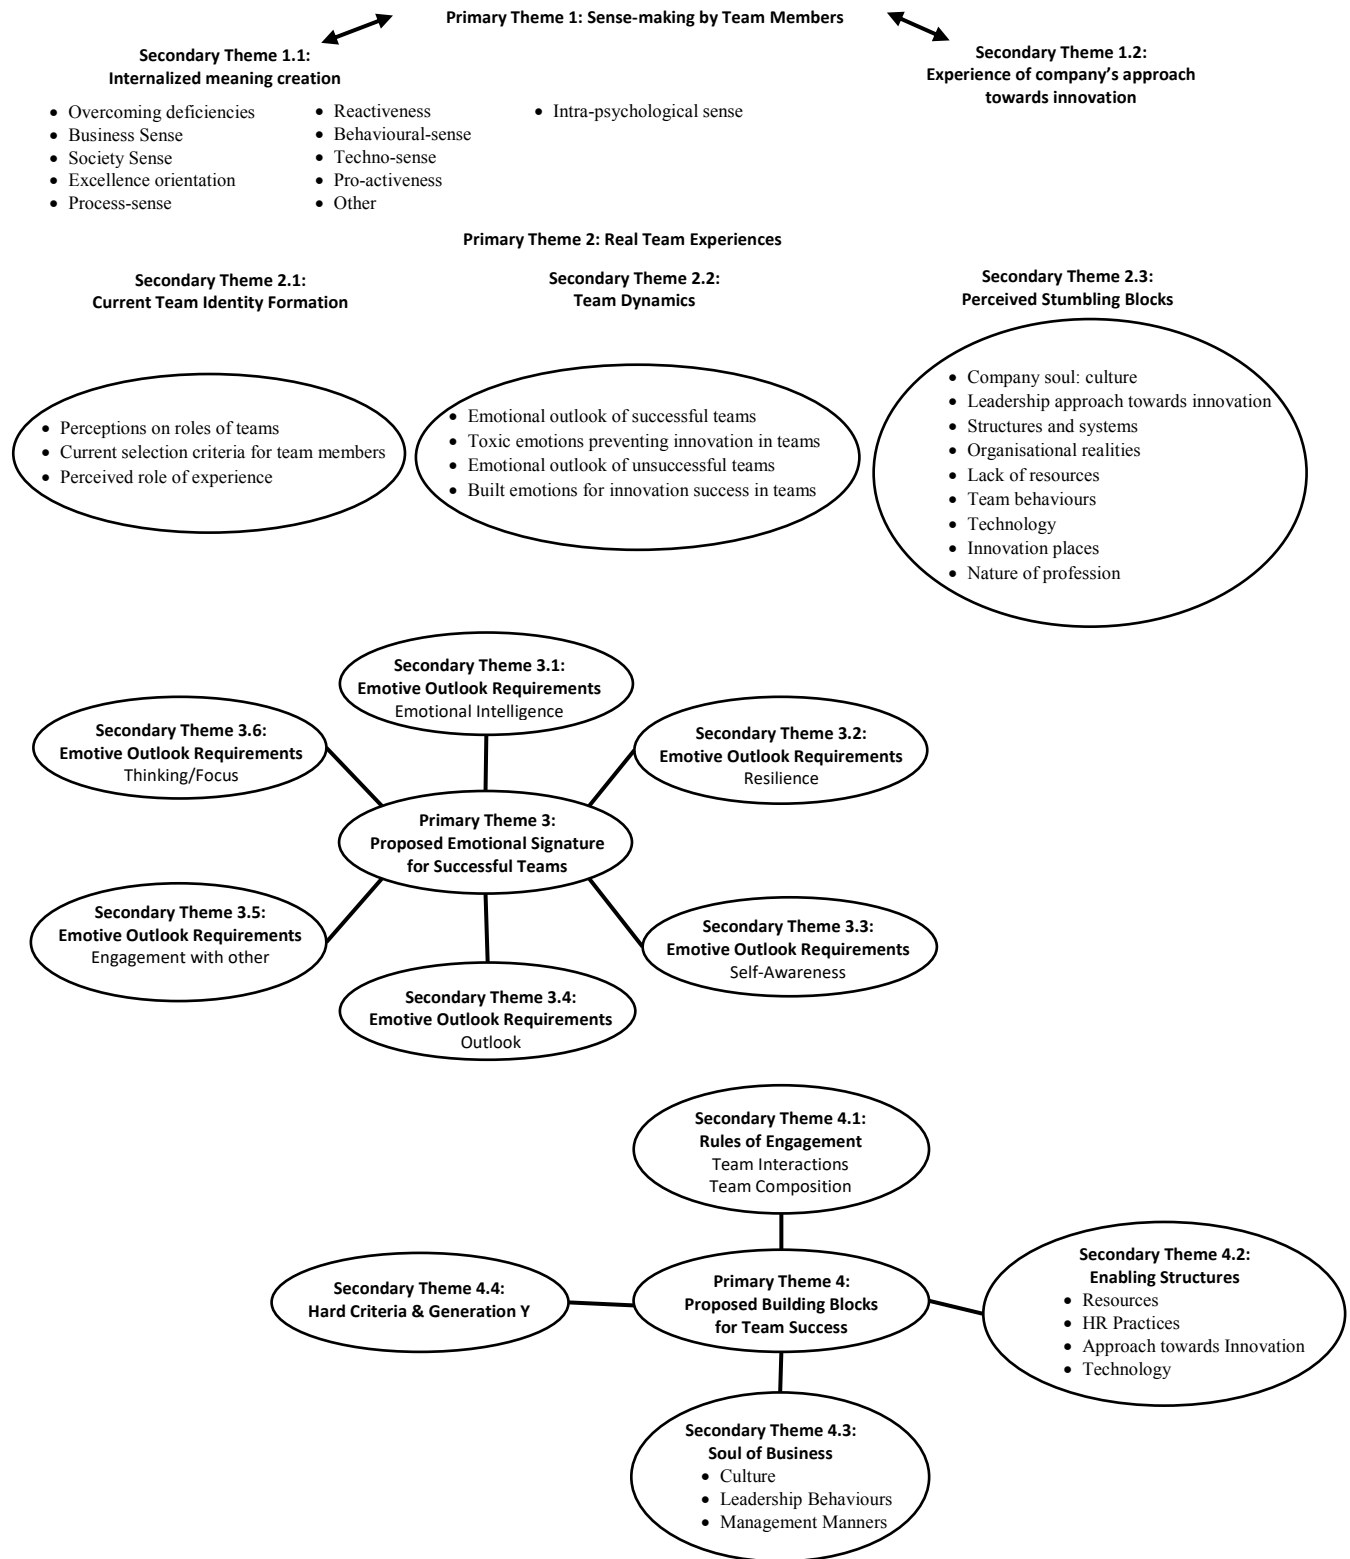 Primary Theme 1: Sense-making by Team Members
Secondary Theme 1.1:
Internalized meaning creation
Secondary Theme 1.2:
Experience of company’s approach
towards innovation
• Overcoming deficiencies
• Business Sense
• Society Sense
• Excellence orientation
• Process-sense
• Reactiveness
• Behavioural-sense
• Techno-sense
• Pro-activeness
• Other
• Intra-psychological sense
Primary Theme 2: Real Team Experiences
Secondary Theme 2.1:
Current Team Identity Formation
Secondary Theme 2.2:
Team Dynamics
Secondary Theme 2.3:
Perceived Stumbling Blocks
• Perceptions on roles of teams
• Current selection criteria for team members
• Perceived role of experience
• Emotional outlook of successful teams
• Toxic emotions preventing innovation in teams
• Emotional outlook of unsuccessful teams
• Built emotions for innovation success in teams
• Company soul: culture
• Leadership approach towards innovation
• Structures and systems
• Organisational realities
• Lack of resources
• Team behaviours
• Technology
• Innovation places
• Nature of profession
Secondary Theme 3.1:
Emotive Outlook Requirements
Emotional Intelligence
Secondary Theme 3.6:
Emotive Outlook Requirements
Thinking/Focus
Secondary Theme 3.2:
Emotive Outlook Requirements
Resilience
Primary Theme 3:
Proposed Emotional Signature
for Successful Teams
Secondary Theme 3.5:
Emotive Outlook Requirements
Engagement with other
Secondary Theme 3.3:
Emotive Outlook Requirements
Self-Awareness
Secondary Theme 3.4:
Emotive Outlook Requirements
Outlook
Secondary Theme 4.1:
Rules of Engagement
Team Interactions
Team Composition
Secondary Theme 4.4:
Hard Criteria & Generation Y
Primary Theme 4:
Proposed Building Blocks
for Team Success
Secondary Theme 4.2:
Enabling Structures
• Resources
• HR Practices
• Approach towards Innovation
• Technology
Secondary Theme 4.3:
Soul of Business
• Culture
• Leadership Behaviours
• Management Manners